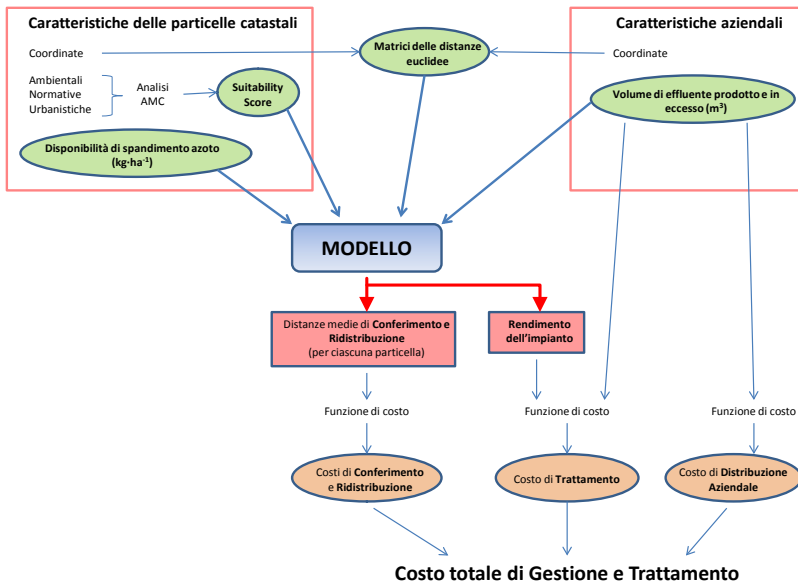 Caratteristiche delle particelle catastali
Caratteristiche aziendali
Coordinate
Matrici delle distanze
euclidee
Coordinate
Ambientali
Normative
Urbanistiche
Analisi
AMC
Suitability
Score
Volume di effluente prodotto e in
eccesso (m³)
Disponibilità di spandimento azoto
(kg·ha⁻¹)
MODELLO
Distanze medie di Conferimento e
Ridistribuzione
(per ciascuna particella)
Rendimento
dell'impianto
Funzione di costo
Funzione di costo
Funzione di costo
Costi di Conferimento
e Ridistribuzione
Costo di Trattamento
Costo di Distribuzione
Aziendale
Costo totale di Gestione e Trattamento